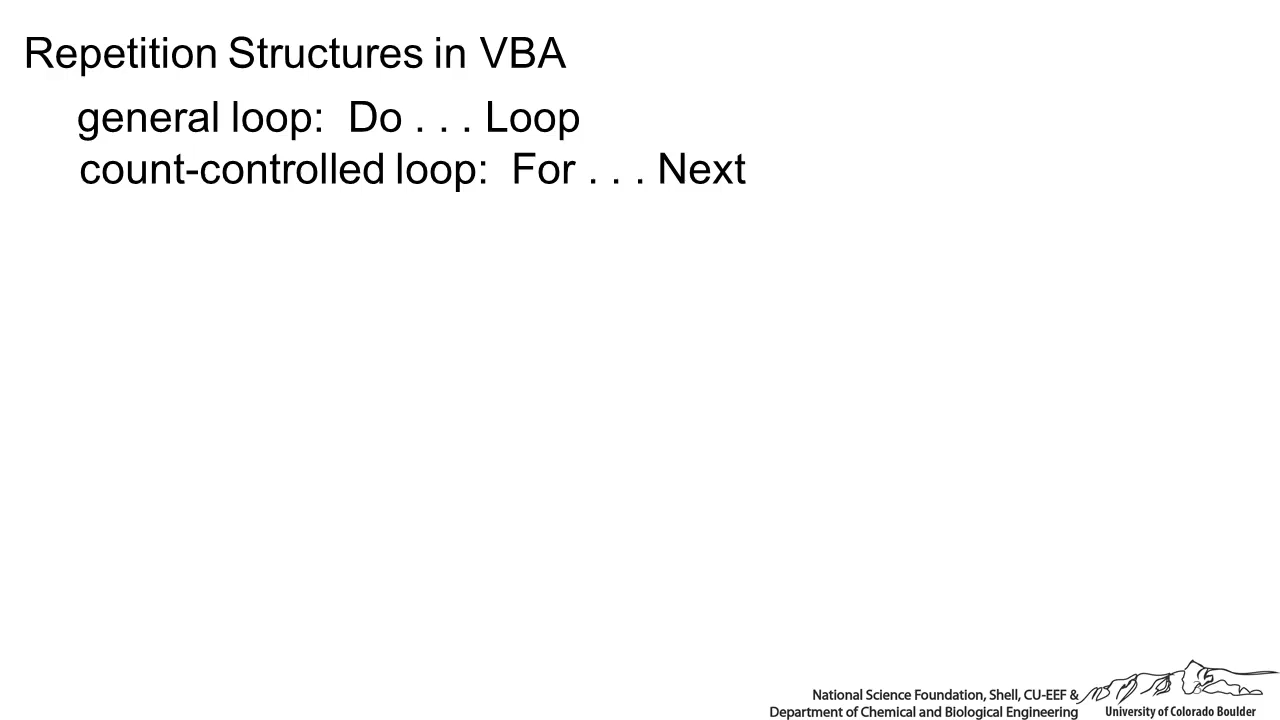 Repetition Structures in VBA
general loop: Do . . . Loop
count-controlled loop: For . . . Next
National Science Foundation, Shell, CU-EEF &
Department of Chemical and Biological Engineering
University of Colorado Boulder